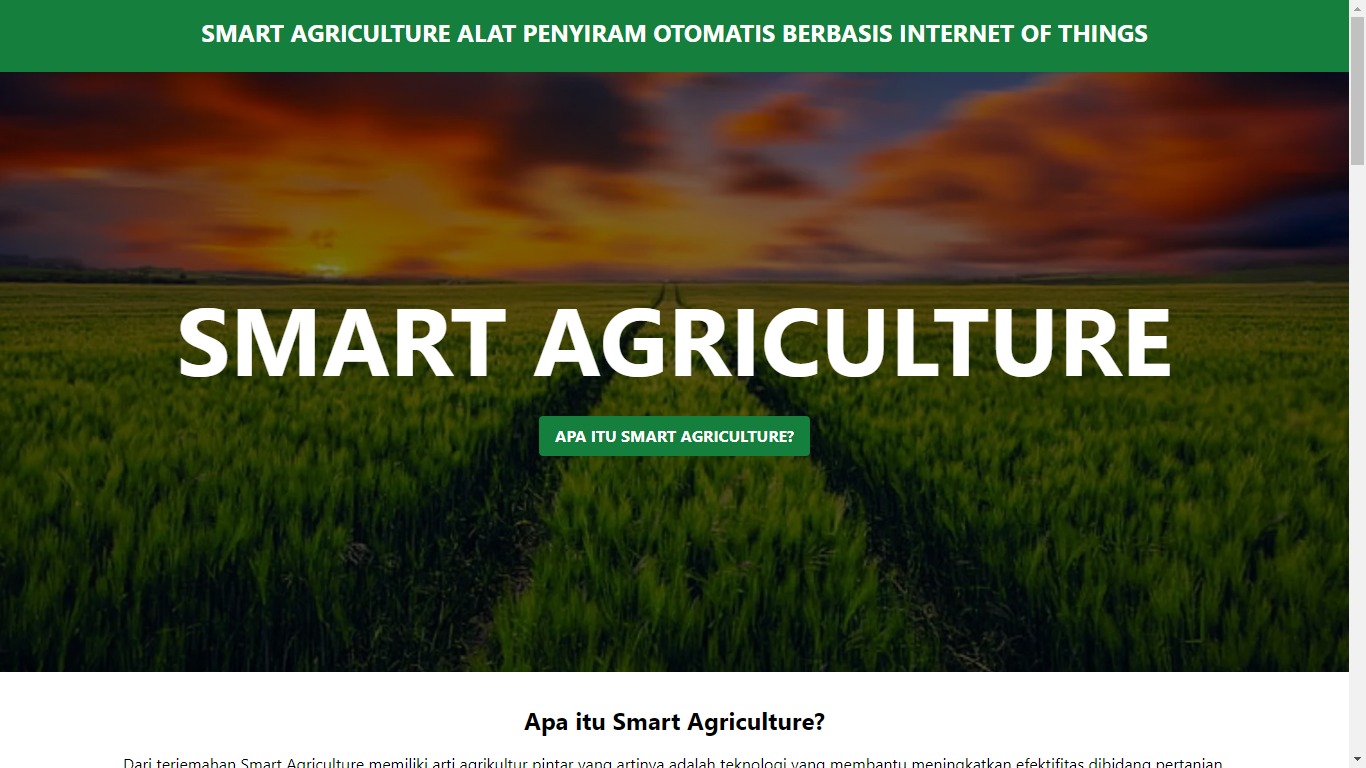 SMART AGRICULTURE ALAT PENYIRAM OTOMATIS BERBASIS INTERNET OF THINGS
SMART AGRICULTURE
APA ITU SMART AGRICULTURE?
Apa itu Smart Agriculture?
Dari terjemahan Smart Agriculture memiliki arti agrikultur pintar yang artinya adalah teknologi yang membantu meningkatkan efektifitas dibidang pertanian